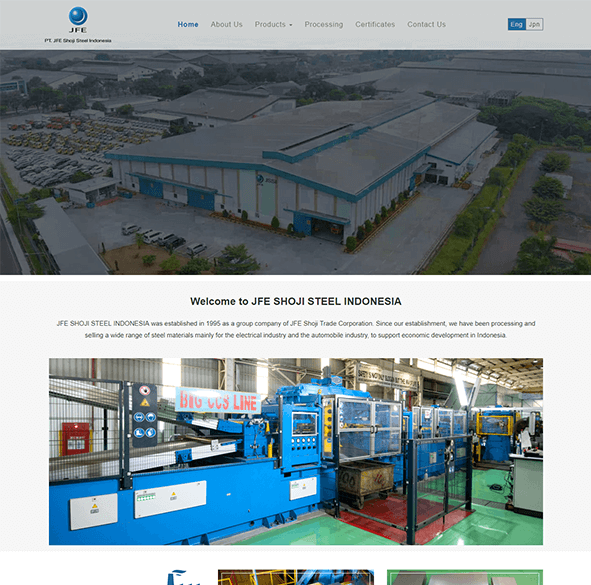 JFE
PT. JFE Shoji Steel Indonesia
Home About Us Products Processing Certificates Contact Us
Eng Jpn
Welcome to JFE SHOJI STEEL INDONESIA
JFE SHOJI STEEL INDONESIA was established in 1995 as a group company of JFE Shoji Trade Corporation. Since our establishment, we have been processing and
selling a wide range of steel materials mainly for the electrical industry and the automobile industry, to support economic development in Indonesia.
BIG CCS LINE